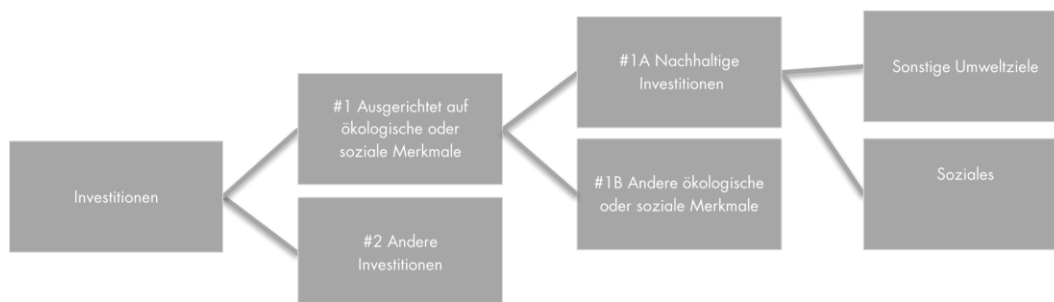 Investitionen
#1 Ausgerichtet auf
ökologische oder
soziale Merkmale
#2 Andere
Investitionen
#1A Nachhaltige
Investitionen
#1B Andere ökologische
oder soziale Merkmale
Sonstige Umweltziele
Soziales